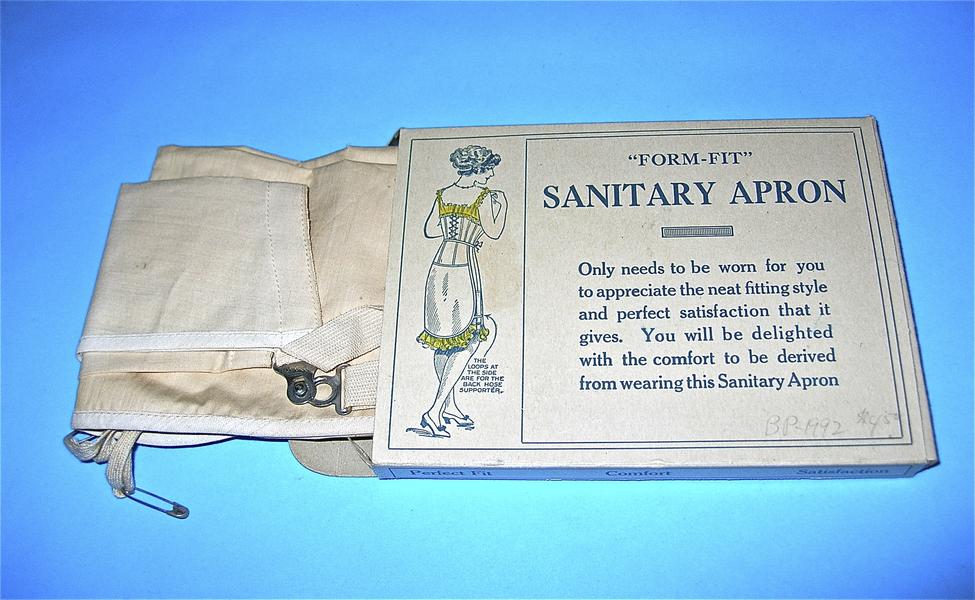 "FORM-FIT"
SANITARY APRON
Only needs to be worn for you
to appreciate the neat fitting style
and perfect satisfaction that it
gives. You will be delighted
with the comfort to be derived
from wearing this Sanitary Apron
THE
LOOPS AT
THE SIDE
ARE FOR THE
BACK HOSE
SUPPORTER.
BP-1992 $45⁰⁰
Perfect Fit Comfort Satisfaction